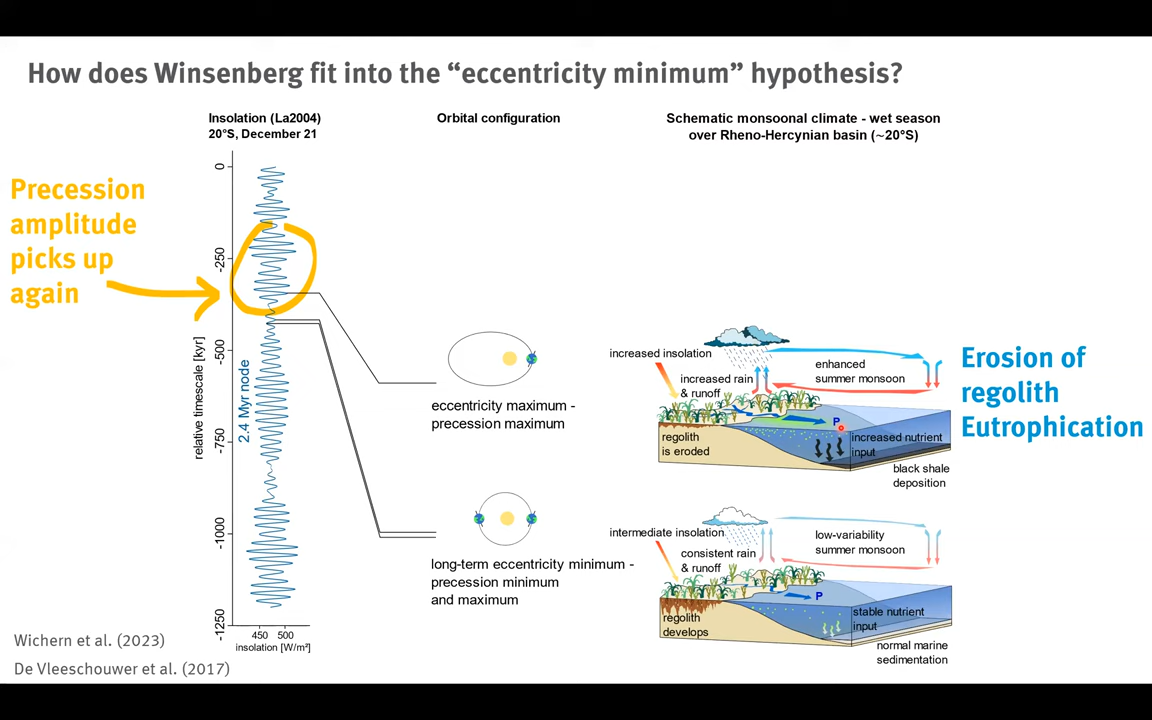 How does Winsenberg fit into the “eccentricity minimum” hypothesis?
Insolation (La2004)
20°S, December 21
Orbital configuration
Schematic monsoonal climate - wet season
over Rheno-Hercynian basin (~20°S)
Precession
amplitude
picks up
again
relative timescale [kyr]
0
-250
-500
-750
-1000
-1250
2.4 Myr node
450 500
insolation [W/m²]
eccentricity maximum -
precession maximum
long-term eccentricity minimum -
precession minimum
and maximum
increased insolation
increased rain
& runoff
enhanced
summer monsoon
P
regolith
is eroded
increased nutrient
input
black shale
deposition
Erosion of
regolith
Eutrophication
intermediate insolation
consistent rain
& runoff
low-variability
summer monsoon
P
regolith
develops
stable nutrient
input
normal marine
sedimentation
Wichern et al. (2023)
De Vleeschouwer et al. (2017)